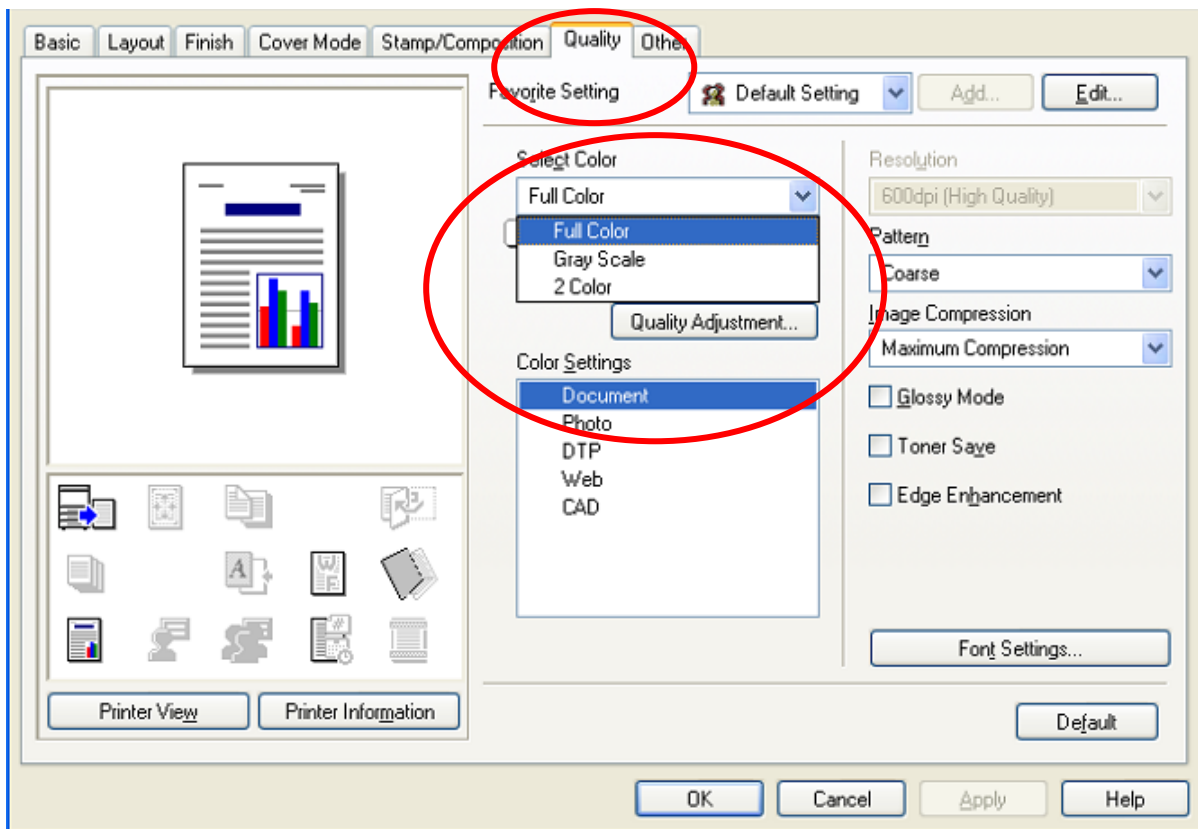 Basic Layout Finish Cover Mode Stamp/Composition Quality Other
Favorite Setting Default Setting Add... Edit...
Select Color
Full Color
Full Color
Gray Scale
2 Color
Quality Adjustment...
Color Settings
Document
Photo
DTP
Web
CAD
Resolution
600dpi (High Quality)
Pattern
Coarse
Image Compression
Maximum Compression
Glossy Mode
Toner Save
Edge Enhancement
Font Settings...
Printer View Printer Information
Default
OK Cancel Apply Help